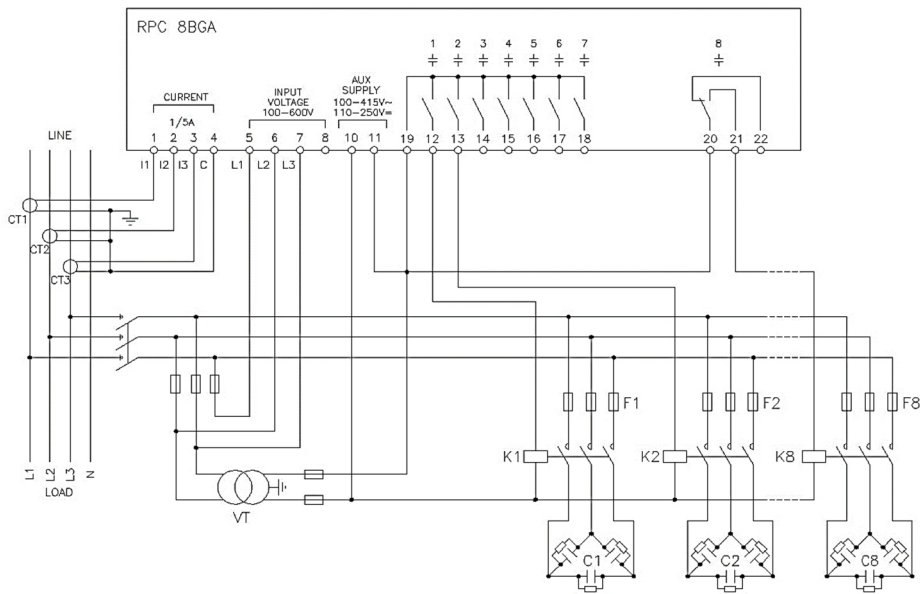 RPC 8BGA
1 2 3 4 5 6 7 8
CURRENT
1/5A
INPUT
VOLTAGE
100-600V
AUX
SUPPLY
100-415V~
110-250V=
1 2 3 4 5 6 7 8 10 11 19 12 13 14 15 16 17 18 20 21 22
LINE
I1 I2 I3 C L1 L2 L3
CT1
CT2
CT3
F1 F2 F8
K1 K2 K8
L1 L2 L3 N
LOAD
VT
C1 C2 C8